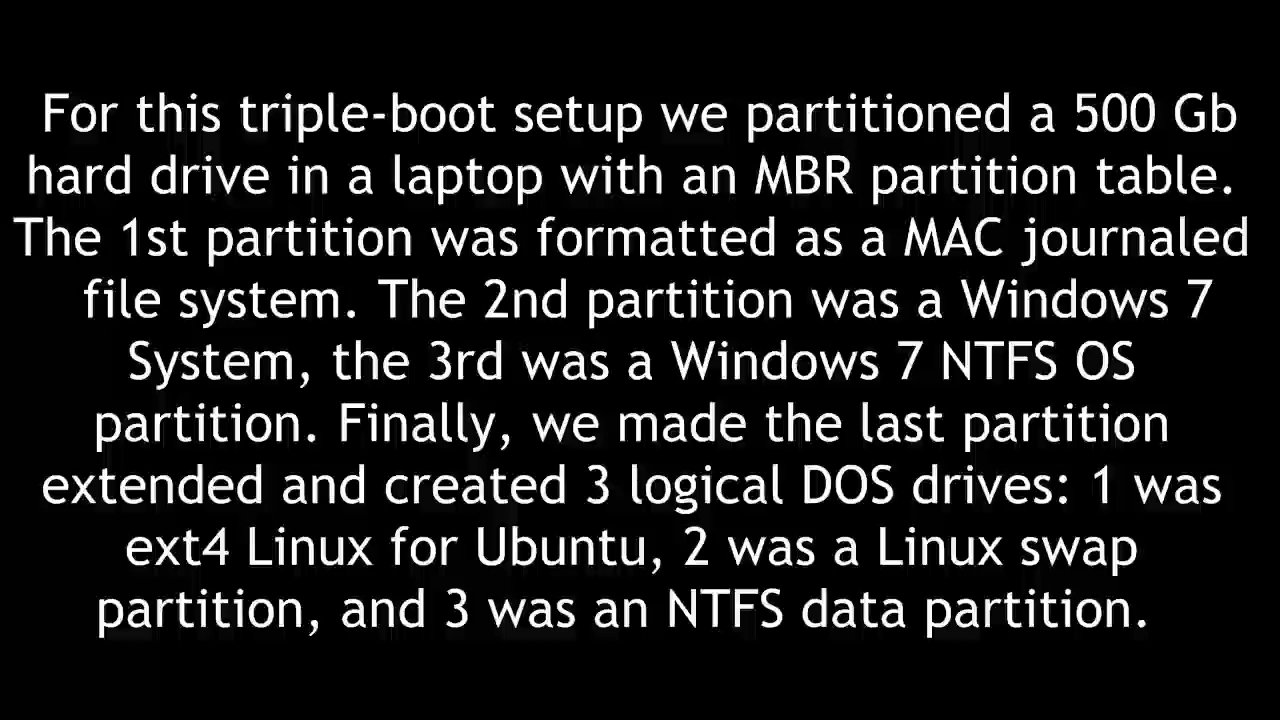 For this triple-boot setup we partitioned a 500 Gb
hard drive in a laptop with an MBR partition table.
The 1st partition was formatted as a MAC journaled
file system. The 2nd partition was a Windows 7
System, the 3rd was a Windows 7 NTFS OS
partition. Finally, we made the last partition
extended and created 3 logical DOS drives: 1 was
ext4 Linux for Ubuntu, 2 was a Linux swap
partition, and 3 was an NTFS data partition.